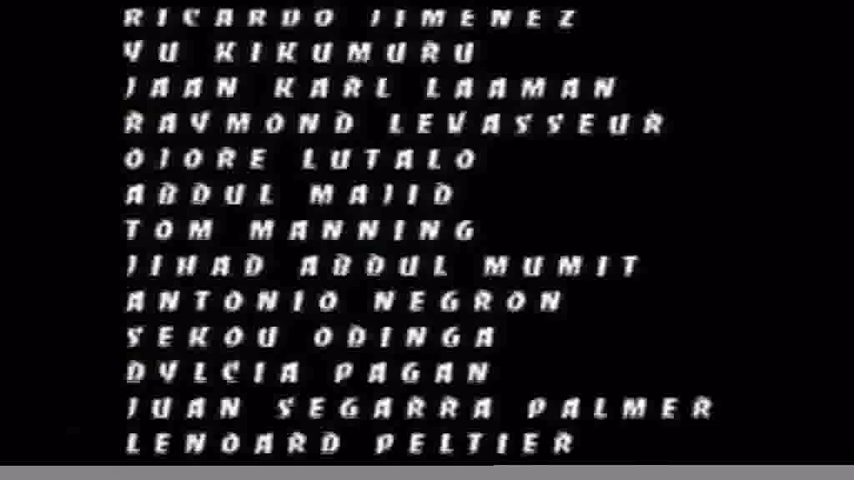 RICARDO JIMENEZ
YU KIKUMURU
JAAN KARL LAAMAN
RAYMOND LEVASSEUR
OJORE LUTALO
ABDUL MAJID
TOM MANNING
JIHAD ABDUL MUMIT
ANTONIO NEGRON
SEKOU ODINGA
DYLCIA PAGAN
JUAN SEGARRA PALMER
LENOARD PELTIER